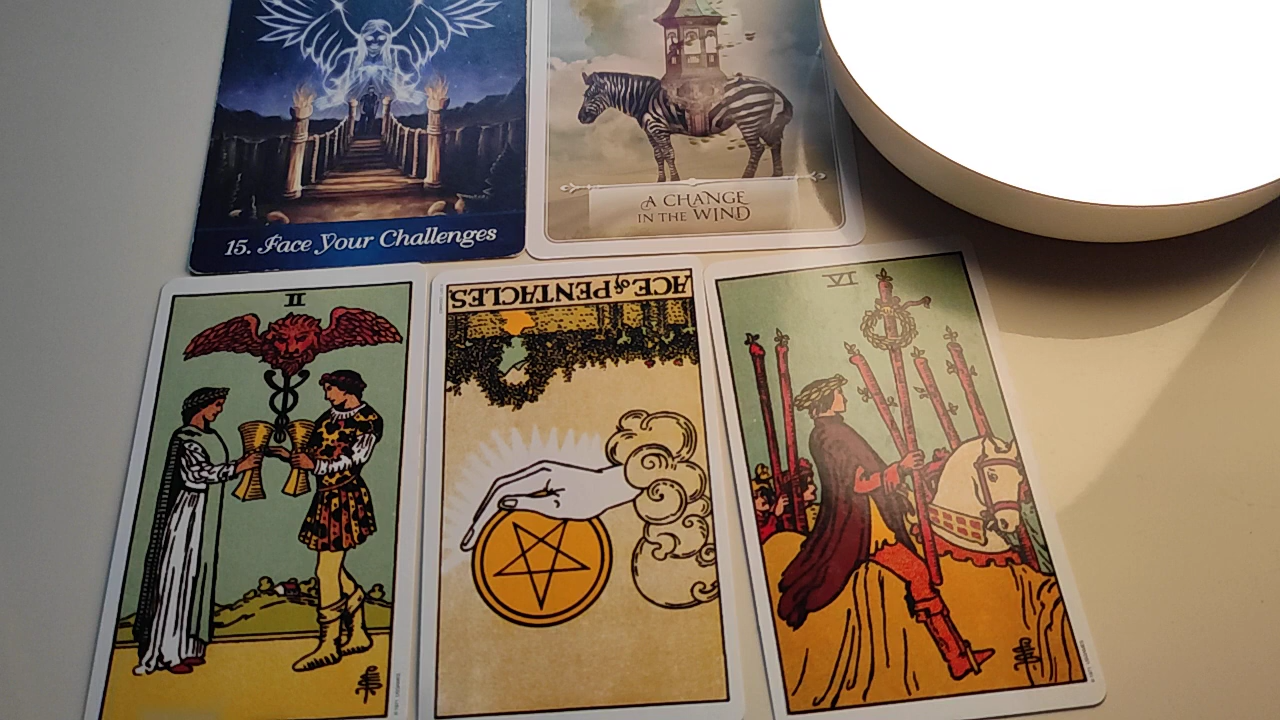 15. Face Your Challenges
A CHANGE
IN THE WIND
II
ACE of PENTACLES
VI